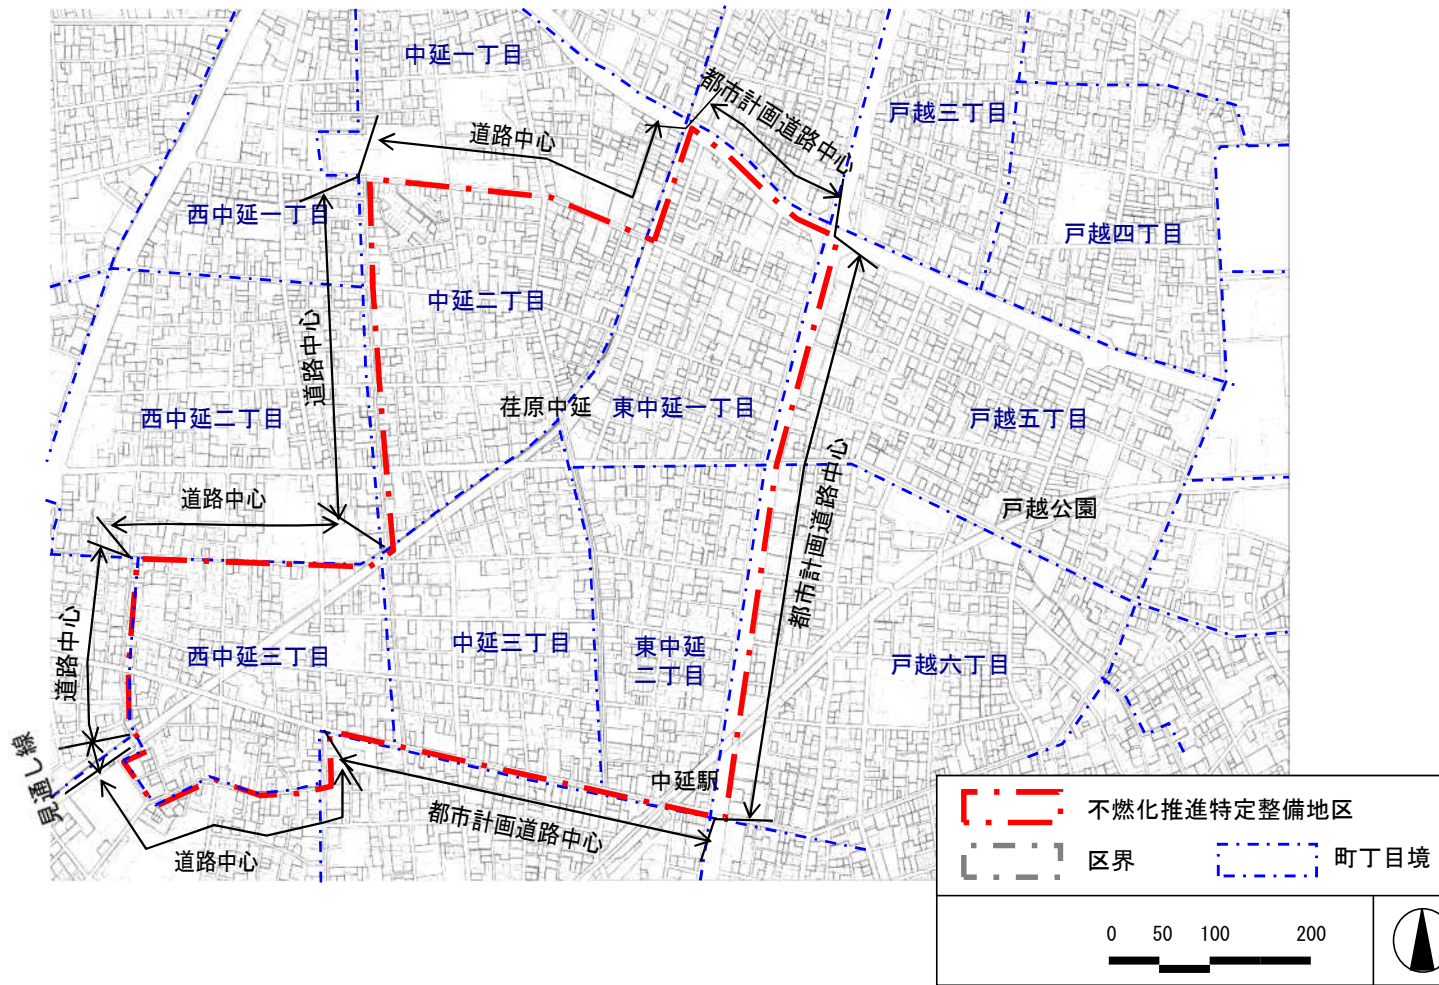 中延一丁目
都市計画道路中心
戸越三丁目
道路中心
西中延一丁目
戸越四丁目
中延二丁目
道路中心
西中延二丁目
荏原中延
東中延一丁目
戸越五丁目
道路中心
戸越公園
都市計画道路中心
道路中心
西中延三丁目
中延三丁目
東中延
二丁目
戸越六丁目
見通し線
中延駅
都市計画道路中心
道路中心
不燃化推進特定整備地区
区界
町丁目境
0 50 100 200